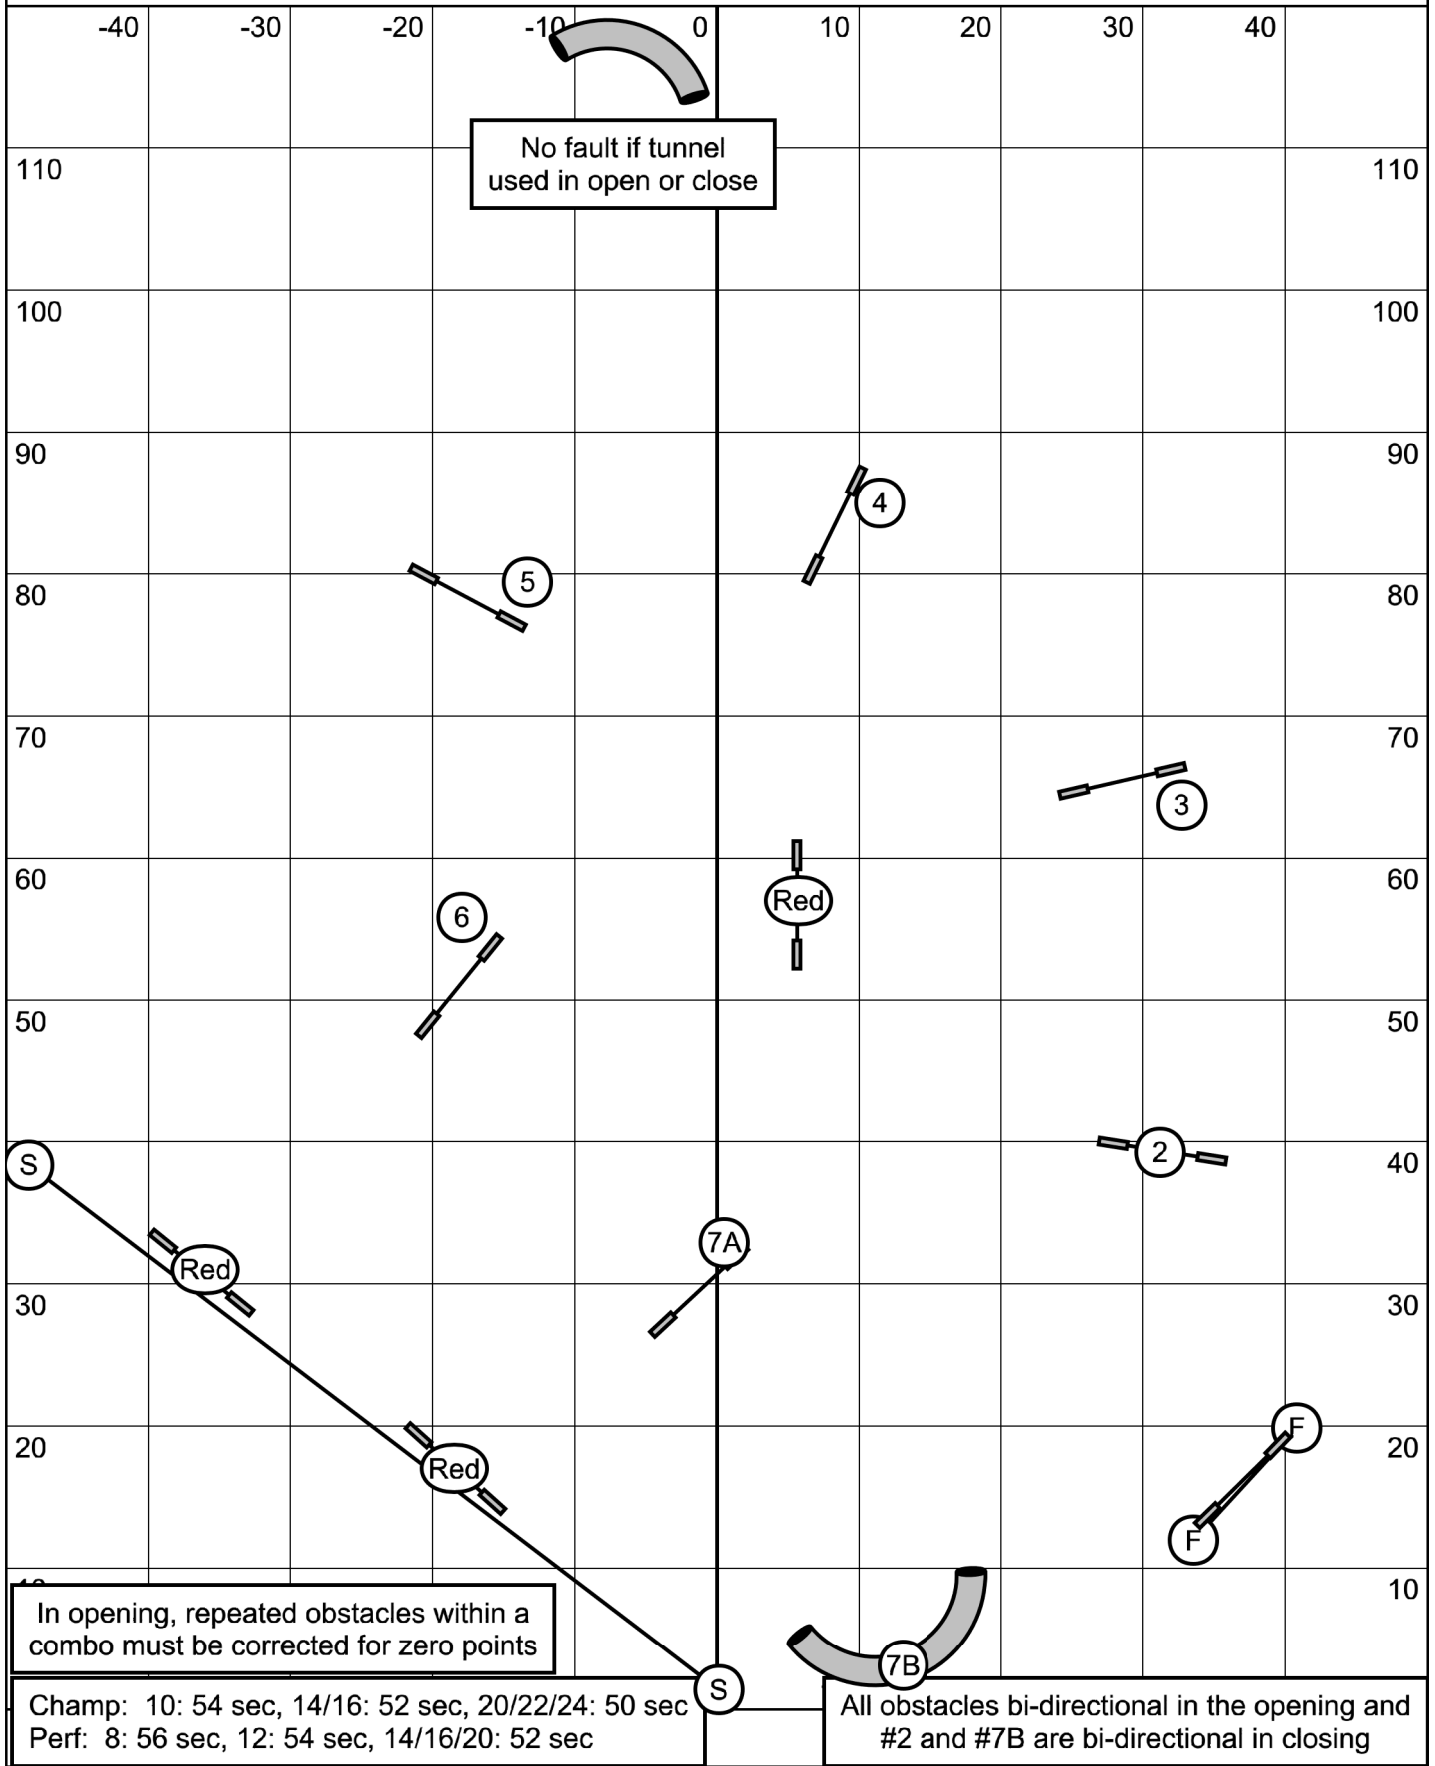 -40 -30 -20 -10 0 10 20 30 40
No fault if tunnel
used in open or close
110 110
100 100
90 90
4
5
80 80
70 70
3
60 60
Red
6
50 50
2
S 40
7A
Red
30 30
F
20 20
Red
F
10
In opening, repeated obstacles within a
combo must be corrected for zero points
7B
S
Champ: 10: 54 sec, 14/16: 52 sec, 20/22/24: 50 sec
Perf: 8: 56 sec, 12: 54 sec, 14/16/20: 52 sec
All obstacles bi-directional in the opening and
#2 and #7B are bi-directional in closing